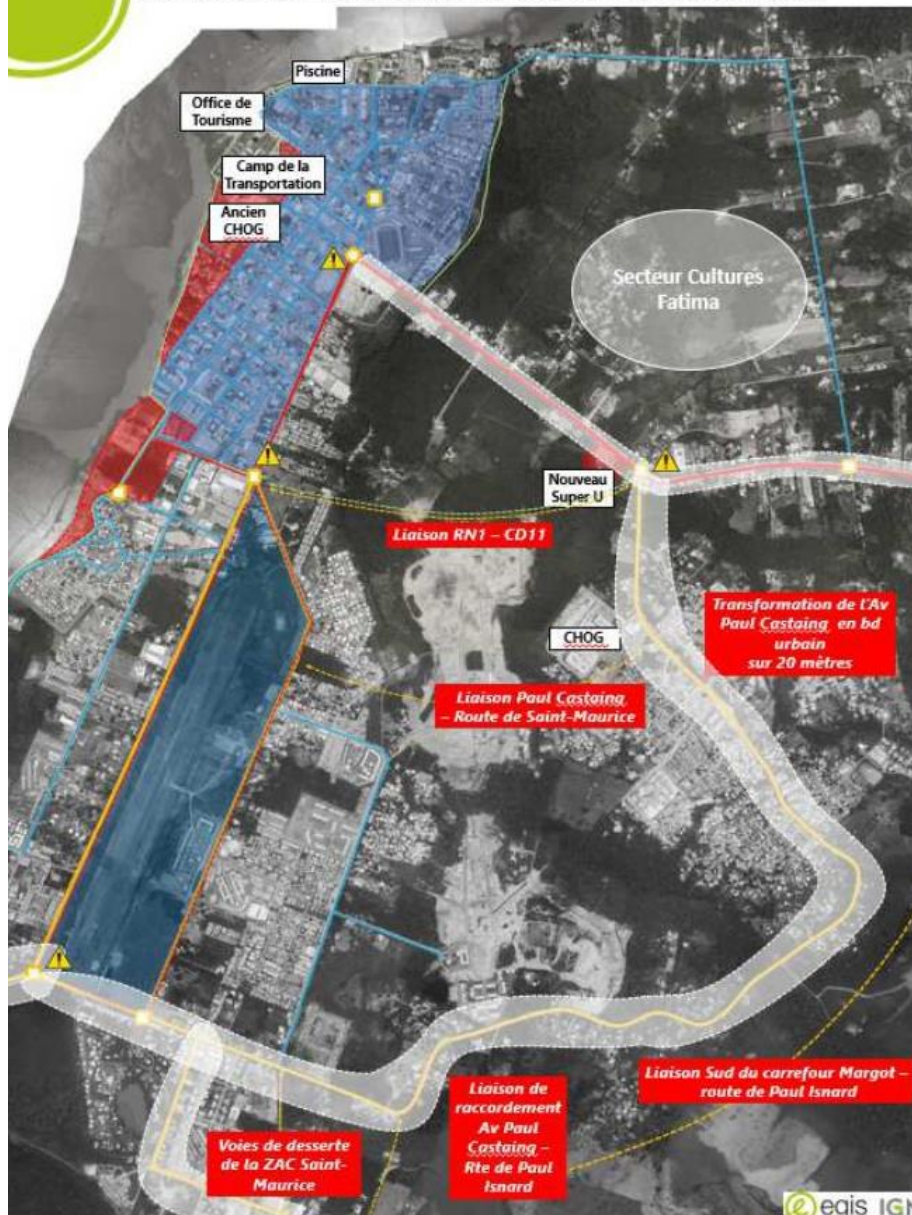 Piscine
Office de
Tourisme
Camp de la
Transportation
Ancien
CHOG
Secteur Cultures
Fatima
Nouveau
Super U
Liaison RN1 – CD11
CHOG
Transformation de l'Av
Paul Castaing en bd
urbain
sur 20 mètres
Liaison Paul Castaing
– Route de Saint-Maurice
Liaison Sud du carrefour Margot –
route de Paul Isnard
Liaison de
raccordement
Av Paul
Castaing –
Rte de Paul
Isnard
Voies de desserte
de la ZAC Saint-
Maurice
egis IGN